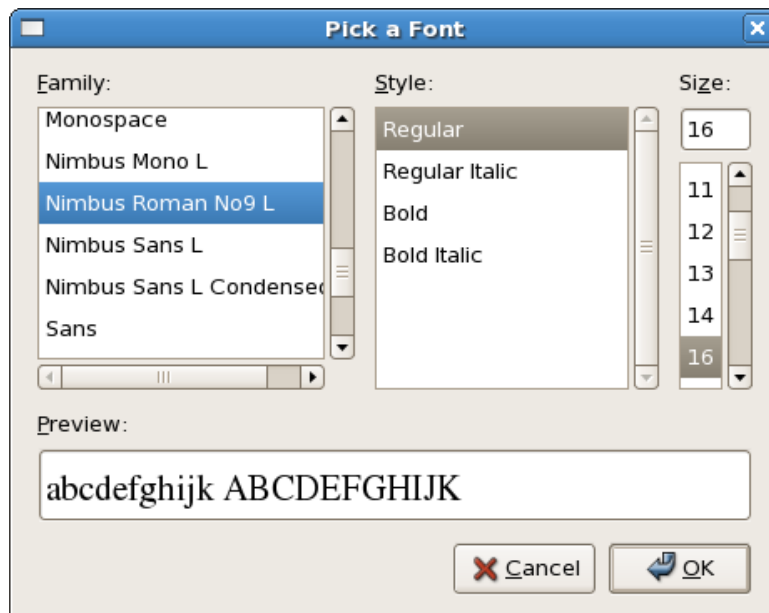 Pick a Font
Family:
Style:
Size:
Monospace
Nimbus Mono L
Nimbus Roman No9 L
Nimbus Sans L
Nimbus Sans L Condensed
Sans
Regular
Regular Italic
Bold
Bold Italic
16
11
12
13
14
16
Preview:
abcdefghijk ABCDEFGHIJK
Cancel
OK